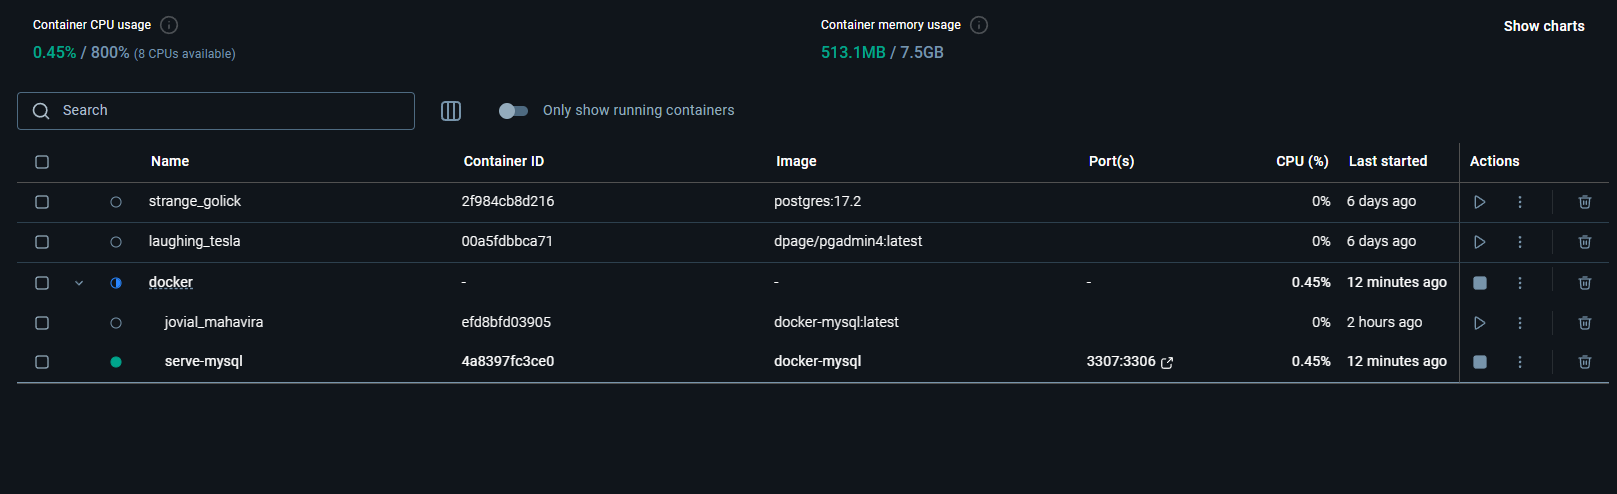 Container CPU usage
0.45% / 800% (8 CPUs available)
Container memory usage
513.1MB / 7.5GB
Show charts
Search
Only show running containers
Name Container ID Image Port(s) CPU (%) Last started Actions
strange_golick 2f984cb8d216 postgres:17.2 0% 6 days ago
laughing_tesla 00a5fdbbca71 dpage/pgadmin4:latest 0% 6 days ago
docker - - - 0.45% 12 minutes ago
jovial_mahavira efd8bfd03905 docker-mysql:latest 0% 2 hours ago
serve-mysql 4a8397fc3ce0 docker-mysql 3307:3306 0.45% 12 minutes ago